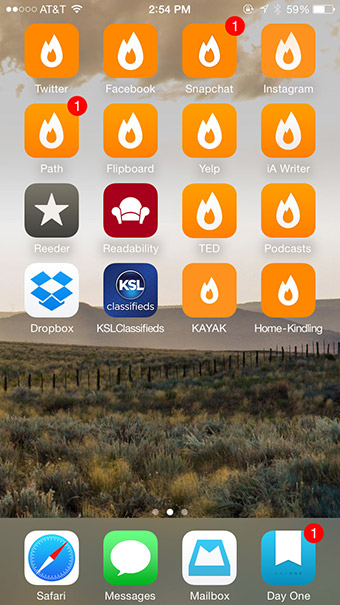 AT&T 2:54 PM 59%
1
Twitter Facebook Snapchat Instagram
1
Path Flipboard Yelp iA Writer
Reeder Readability TED Podcasts
KSL
classifieds
Dropbox KSLClassifieds KAYAK Home-Kindling
1
Safari Messages Mailbox Day One